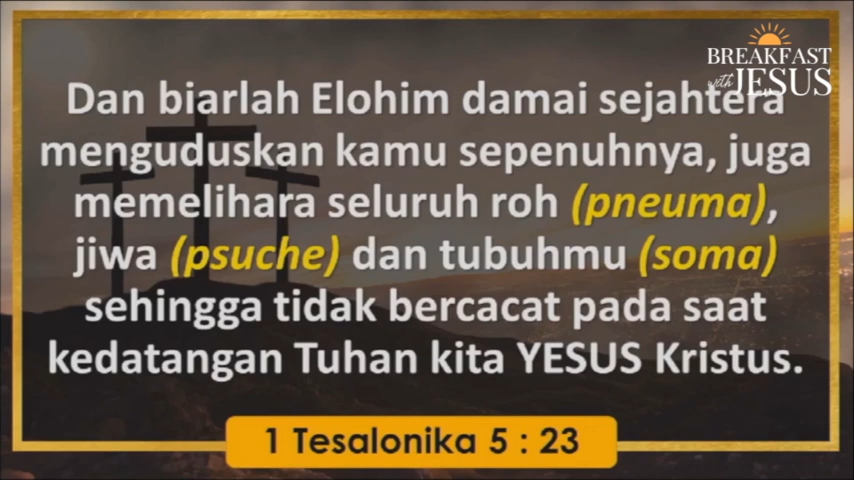 BREAKFAST
with JESUS
Dan biarlah Elohim damai sejahtera
menguduskan kamu sepenuhnya, juga
memelihara seluruh roh (pneuma),
jiwa (psuche) dan tubuhmu (soma)
sehingga tidak bercacat pada saat
kedatangan Tuhan kita YESUS Kristus.
1 Tesalonika 5 : 23